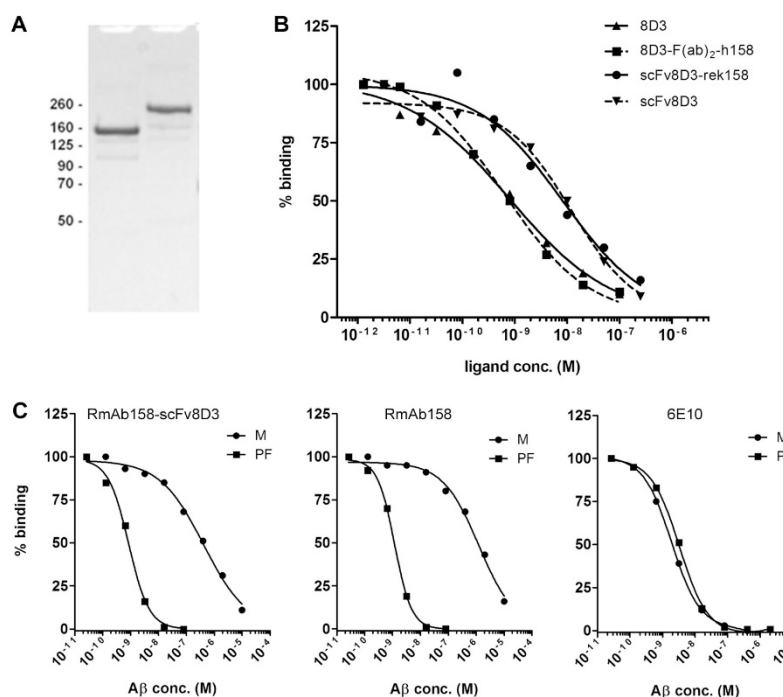 A
260 -
160 -
125 -
90 -
70 -
50 -
B
8D3
8D3-F(ab)2-h158
scFv8D3-rek158
scFv8D3
% binding
125
100
75
50
25
0
10-12 10-11 10-10 10-9 10-8 10-7 10-6
ligand conc. (M)
C
RmAb158-scFv8D3
M
PF
% binding
125
100
75
50
25
0
10-11 10-10 10-9 10-8 10-7 10-6 10-5 10-4
Aβ conc. (M)
RmAb158
M
PF
125
100
75
50
25
0
10-11 10-10 10-9 10-8 10-7 10-6 10-5 10-4
Aβ conc. (M)
6E10
M
P
125
100
75
50
25
0
10-11 10-10 10-9 10-8 10-7 10-6 10-5
Aβ conc. (M)